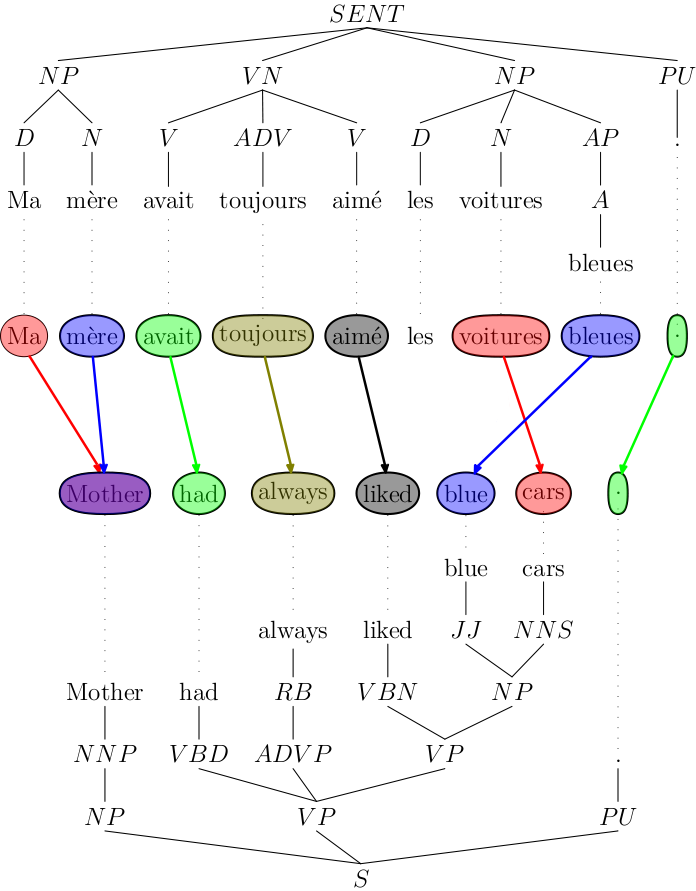 SENT
NP VN NP PU
D N V ADV V D N AP .
Ma mère avait toujours aimé les voitures A
bleues
Ma mère avait toujours aimé les voitures bleues .
Mother had always liked blue cars .
blue cars
always liked JJ NNS
Mother had RB VBN NP
NNP VBD ADVP VP .
NP VP PU
S